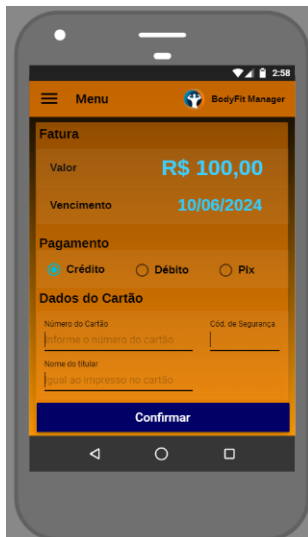 2:58
Menu
BodyFit Manager
Fatura
Valor R$ 100,00
Vencimento 10/06/2024
Pagamento
Crédito Débito Pix
Dados do Cartão
Número do Cartão Cód. de Segurança
Informe o número do cartão
Nome do titular
Igual ao impresso no cartão
Confirmar